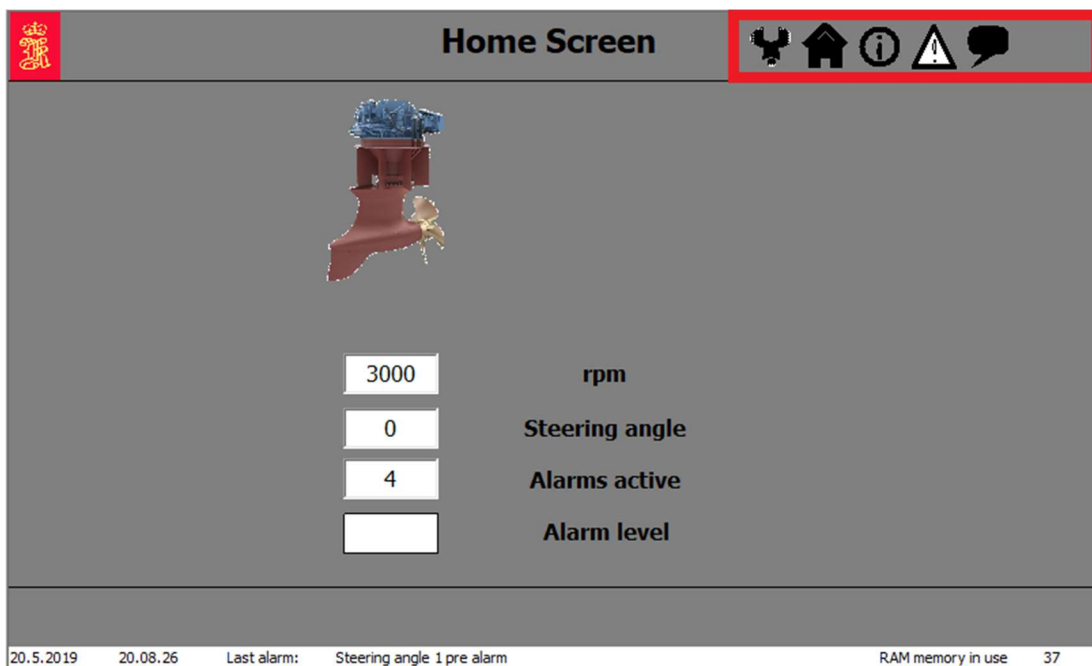 Home Screen
3000 rpm
0 Steering angle
4 Alarms active
Alarm level
20.5.2019 20.08.26 Last alarm: Steering angle 1 pre alarm RAM memory in use 37